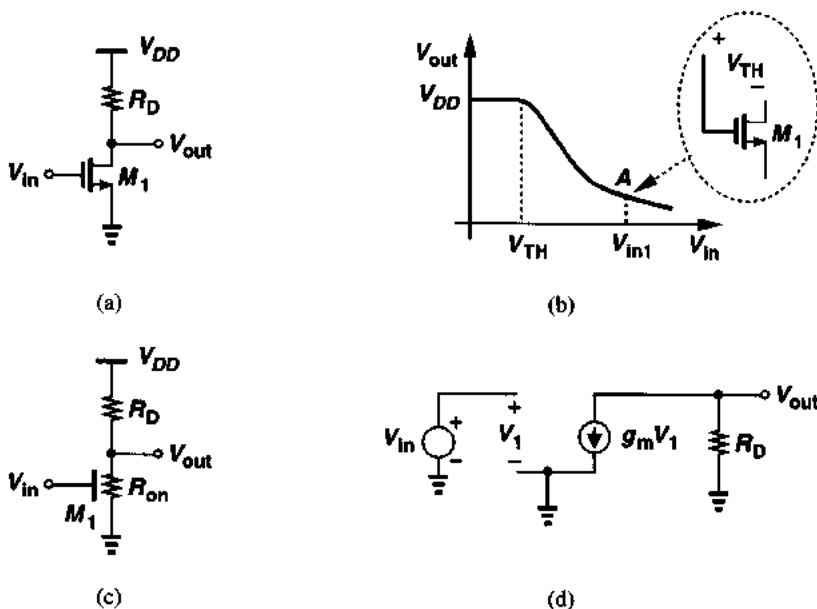 V_DD
R_D
V_out
V_in
M_1
(a)
V_out
V_DD
A
V_TH
V_in1
V_in
+
V_TH
−
M_1
(b)
V_DD
R_D
V_out
V_in
R_on
M_1
(c)
V_in
+
−
+
V_1
−
g_mV_1
V_out
R_D
(d)